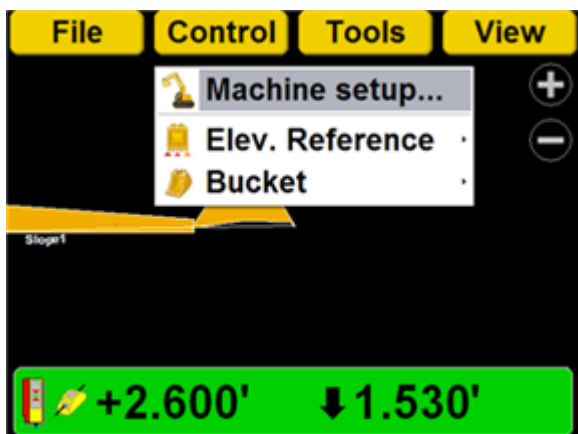 File Control Tools View
Machine setup...
Elev. Reference
Bucket
Slope1
+2.600' 1.530'